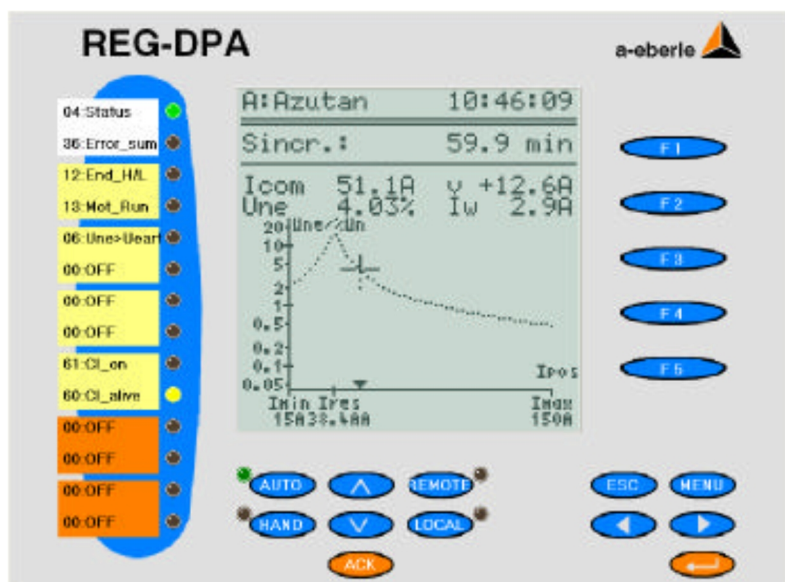 REG-DPA
a-eberle
04:Status
36:Error_sum
12:End_H/L
13:Mot_Run
06:Une>Ueart
00:OFF
00:OFF
00:OFF
61:CI_on
60:CI_alive
00:OFF
00:OFF
00:OFF
00:OFF
A:Azutan 10:46:09
Sincr.: 59.9 min
Icom 51.1A v +12.6A
Une 4.03% Iw 2.9A
Une/%Un
20
10
5
2
1
0.5
0.2
0.1
0.05
Ipos
Imin Ires Imax
15A 150A
F1
F2
F3
F4
F5
AUTO REMOTE
HAND LOCAL
ACK
ESC MENU